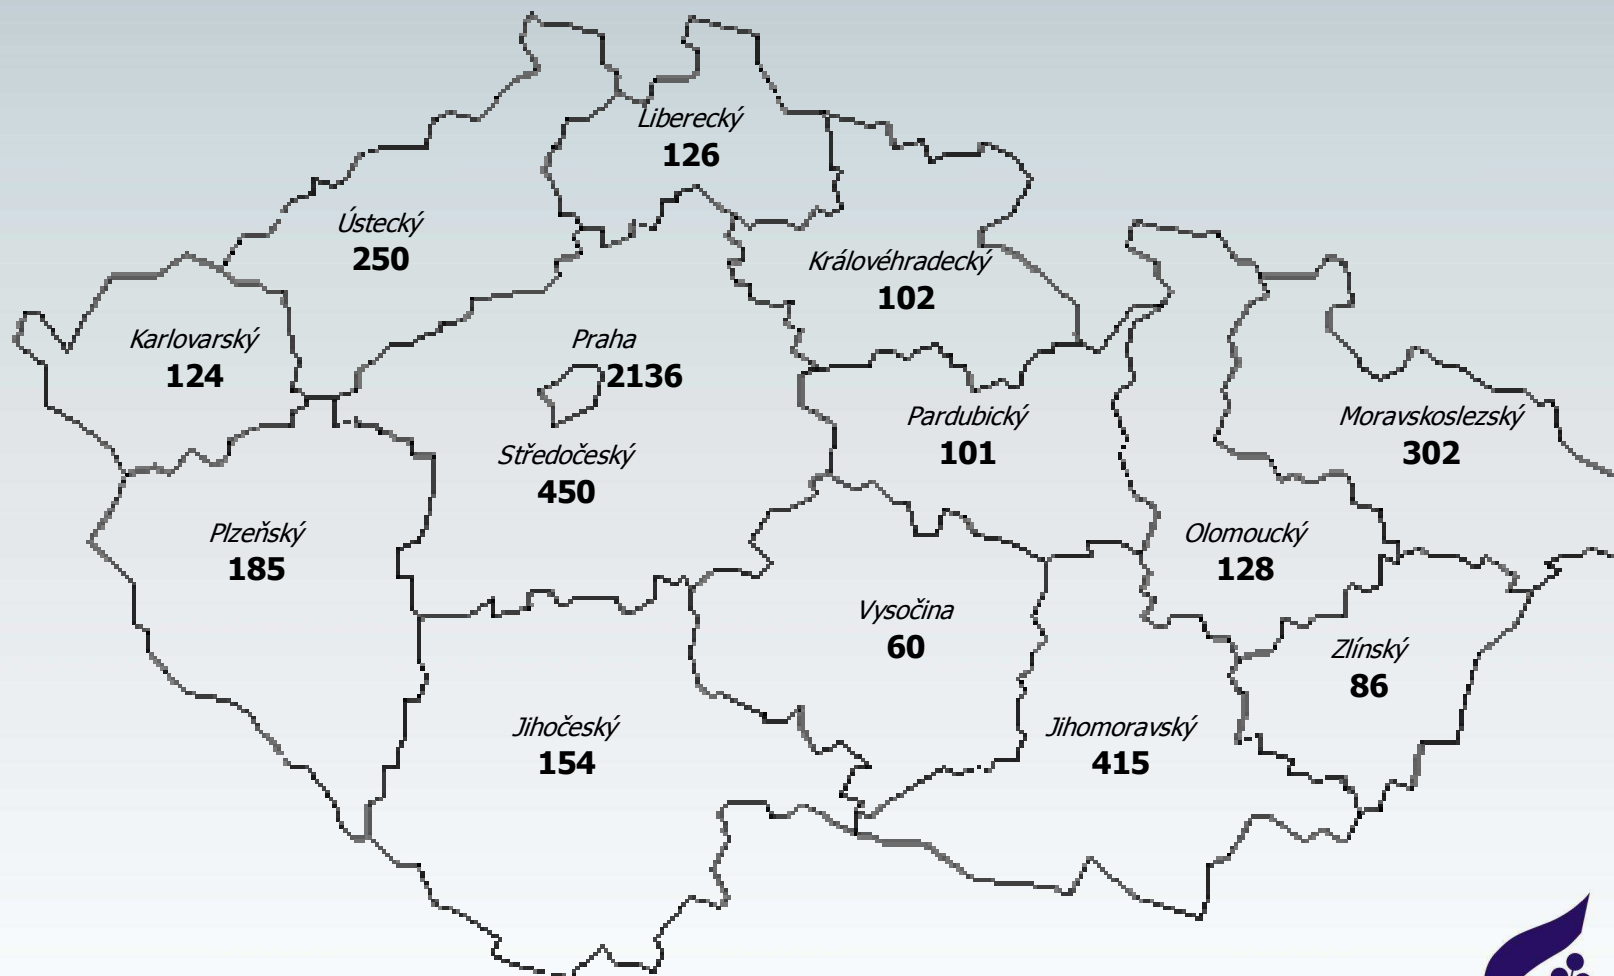 Liberecký
126
Ústecký
250
Královéhradecký
102
Karlovarský
124
Praha
2136
Pardubický
101
Moravskoslezský
302
Středočeský
450
Plzeňský
185
Olomoucký
128
Vysočina
60
Zlínský
86
Jihočeský
154
Jihomoravský
415